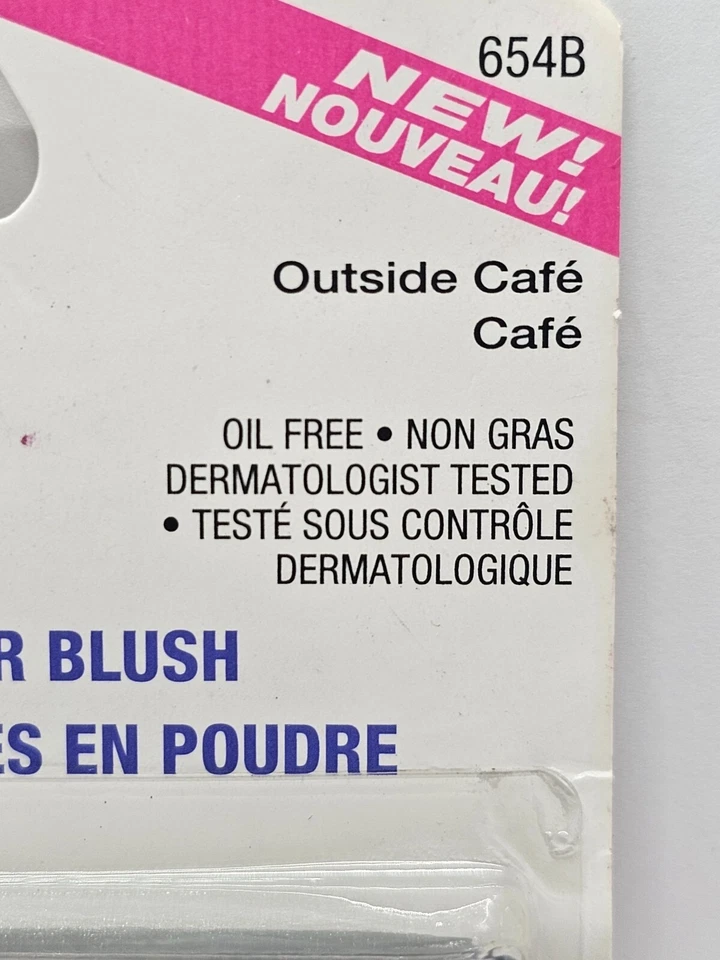 654B
NEW!
NOUVEAU!
Outside Café
Café
OIL FREE • NON GRAS
DERMATOLOGIST TESTED
• TESTÉ SOUS CONTRÔLE
DERMATOLOGIQUE
R BLUSH
ES EN POUDRE